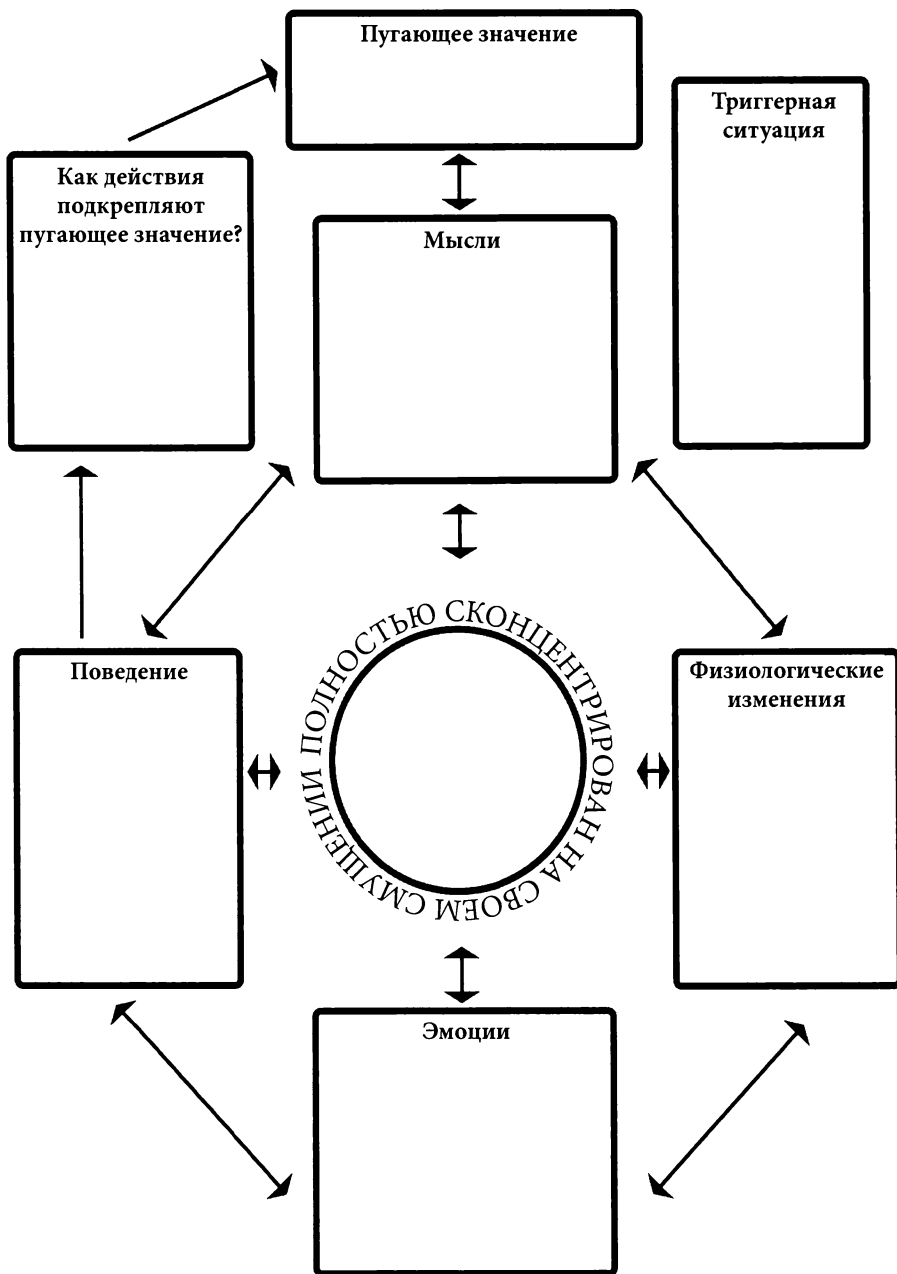 Пугающее значение
Триггерная
ситуация
Как действия
подкрепляют
пугающее значение?
Мысли
ПОЛНОСТЬЮ СКОНЦЕНТРИРОВАН НА СВОЕМ СМУЩЕНИИ
Поведение
Физиологические
изменения
Эмоции